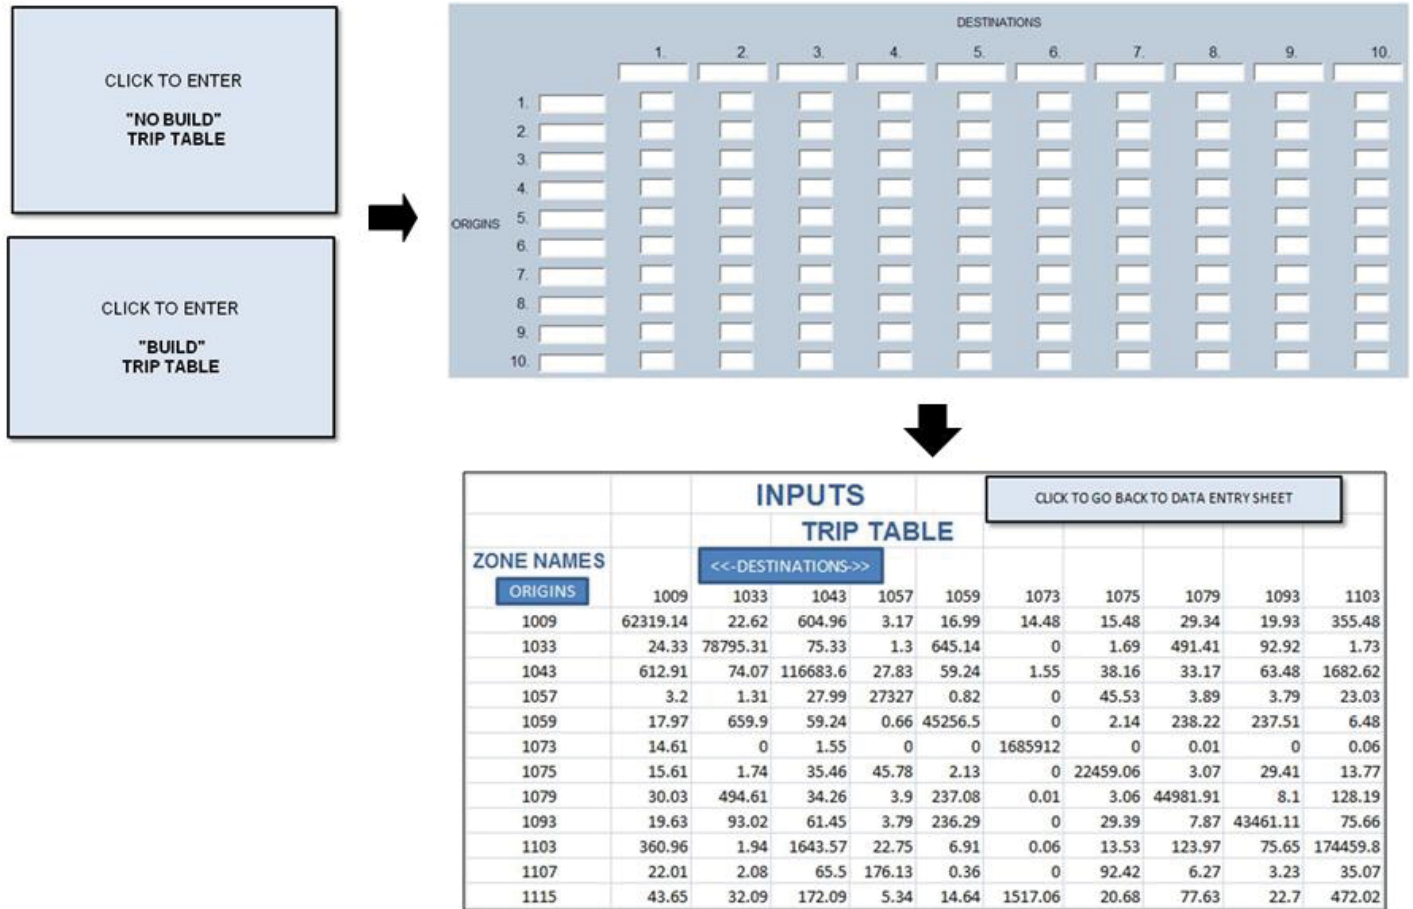 CLICK TO ENTER
"NO BUILD"
TRIP TABLE
CLICK TO ENTER
"BUILD"
TRIP TABLE
DESTINATIONS
1. 2. 3. 4. 5. 6. 7. 8. 9. 10.
1.
2.
3.
4.
ORIGINS 5.
6.
7.
8.
9.
10.
INPUTS
CLICK TO GO BACK TO DATA ENTRY SHEET
TRIP TABLE
ZONE NAMES
<<-DESTINATIONS->>
ORIGINS 1009 1033 1043 1057 1059 1073 1075 1079 1093 1103
1009 62319.14 22.62 604.96 3.17 16.99 14.48 15.48 29.34 19.93 355.48
1033 24.33 78795.31 75.33 1.3 645.14 0 1.69 491.41 92.92 1.73
1043 612.91 74.07 116683.6 27.83 59.24 1.55 38.16 33.17 63.48 1682.62
1057 3.2 1.31 27.99 27327 0.82 0 45.53 3.89 3.79 23.03
1059 17.97 659.9 59.24 0.66 45256.5 0 2.14 238.22 237.51 6.48
1073 14.61 0 1.55 0 0 1685912 0 0.01 0 0.06
1075 15.61 1.74 35.46 45.78 2.13 0 22459.06 3.07 29.41 13.77
1079 30.03 494.61 34.26 3.9 237.08 0.01 3.06 44981.91 8.1 128.19
1093 19.63 93.02 61.45 3.79 236.29 0 29.39 7.87 43461.11 75.66
1103 360.96 1.94 1643.57 22.75 6.91 0.06 13.53 123.97 75.65 174459.8
1107 22.01 2.08 65.5 176.13 0.36 0 92.42 6.27 3.23 35.07
1115 43.65 32.09 172.09 5.34 14.64 1517.06 20.68 77.63 22.7 472.02